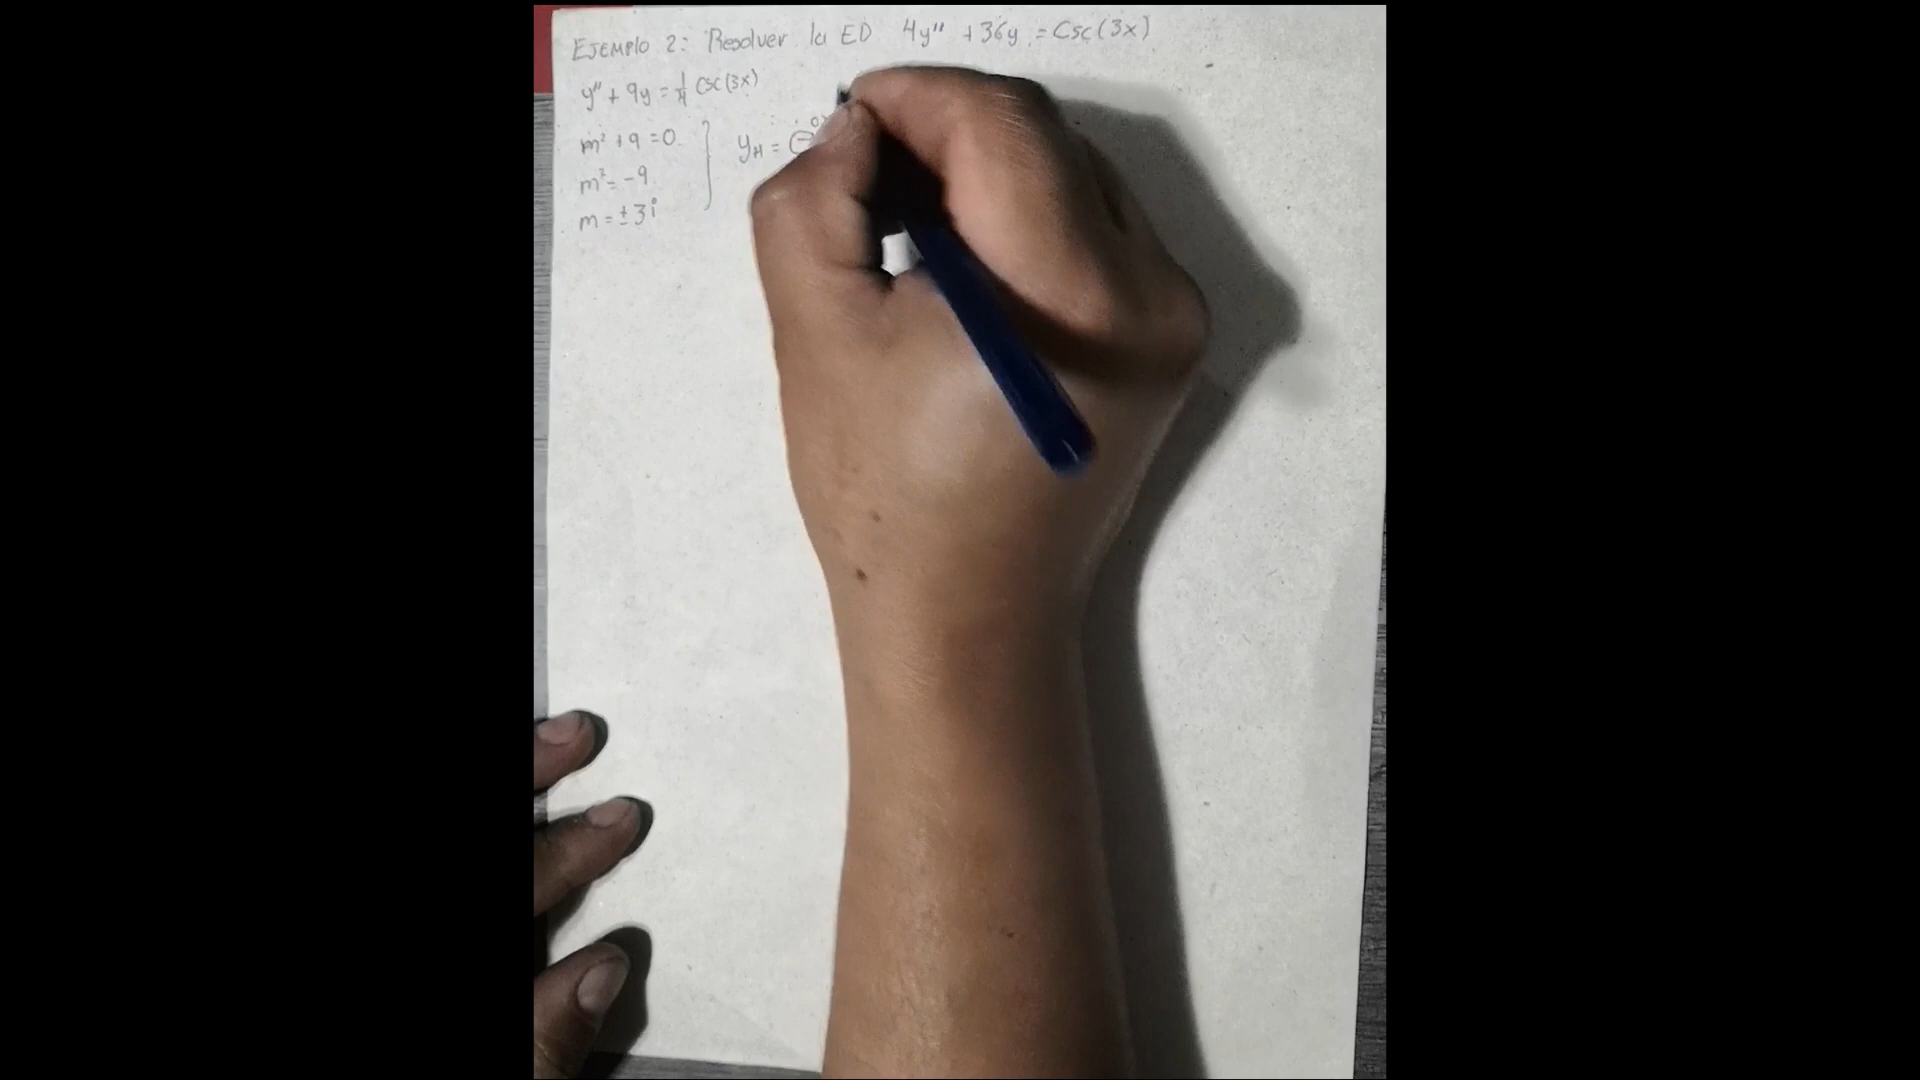 EJEMPLO 2: Resolver la ED 4y'' + 36y = Csc(3x)
y'' + 9y = 1/4 Csc(3x)
m² + 9 = 0
m² = -9
m = ± 3i
y_H =